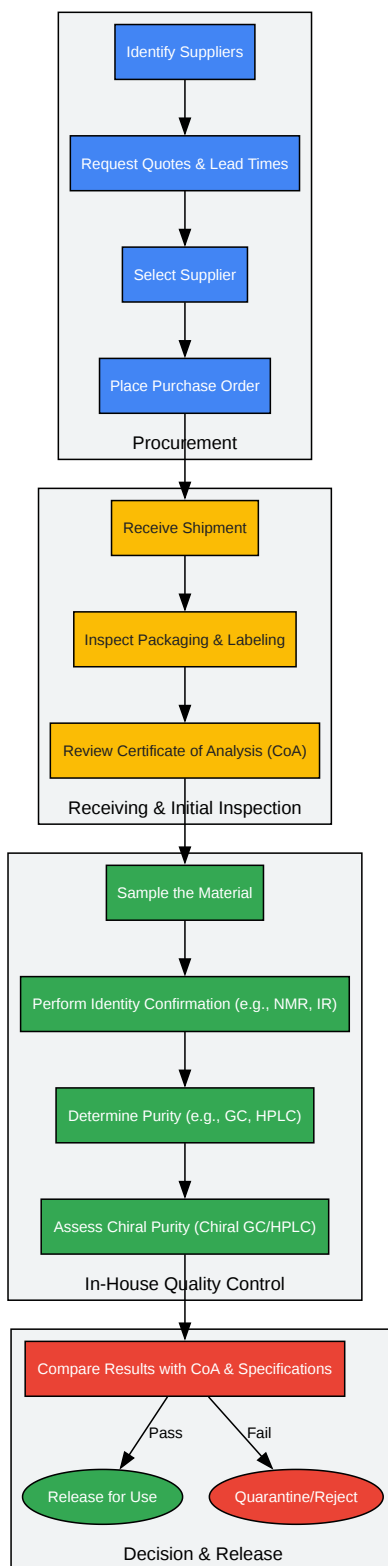 Identify Suppliers
Request Quotes & Lead Times
Select Supplier
Place Purchase Order
Procurement
Receive Shipment
Inspect Packaging & Labeling
Review Certificate of Analysis (CoA)
Receiving & Initial Inspection
Sample the Material
Perform Identity Confirmation (e.g., NMR, IR)
Determine Purity (e.g., GC, HPLC)
Assess Chiral Purity (Chiral GC/HPLC)
In-House Quality Control
Compare Results with CoA & Specifications
Pass
Fail
Release for Use
Quarantine/Reject
Decision & Release